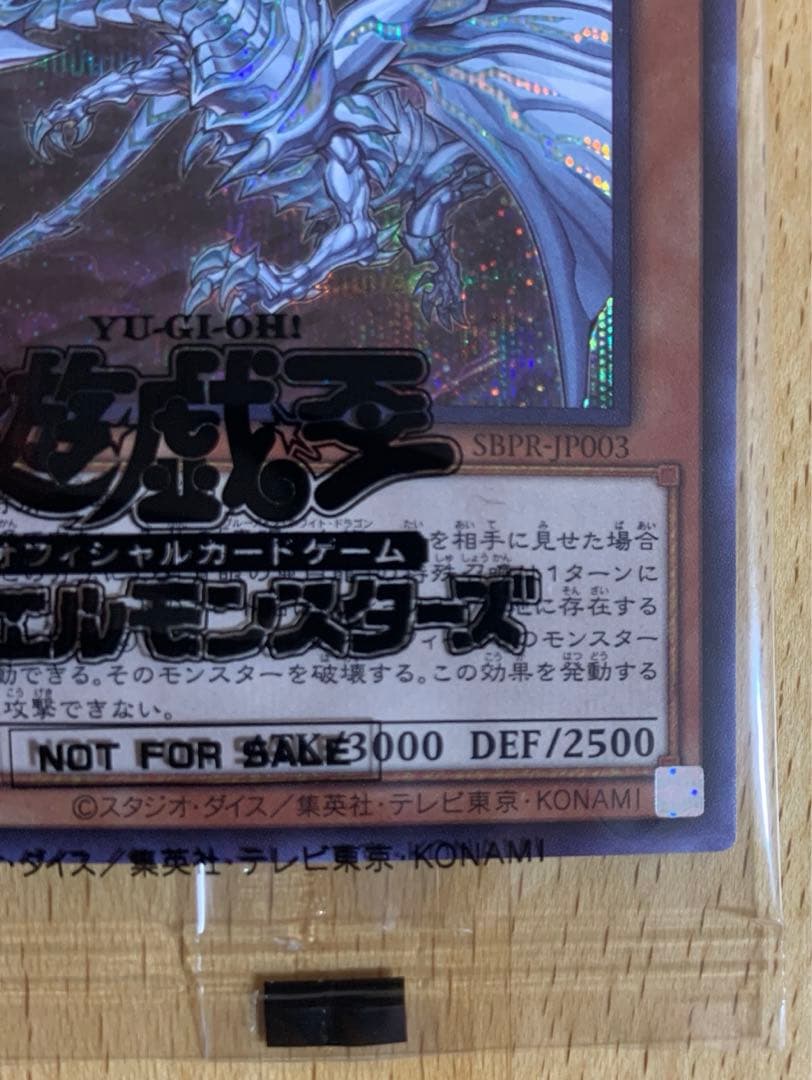 YU-GI-OH!
遊戯王
SBPR-JP003
オフィシャルカードゲーム
を相手に見せた場合
1ターンに
エルモンスターズ
に存在する
のモンスター
動できる。そのモンスターを破壊する。この効果を発動する
攻撃できない。
NOT FOR SALE
ATK/3000 DEF/2500
©スタジオ・ダイス/集英社・テレビ東京・KONAMI
・ダイス/集英社・テレビ東京・KONAMI